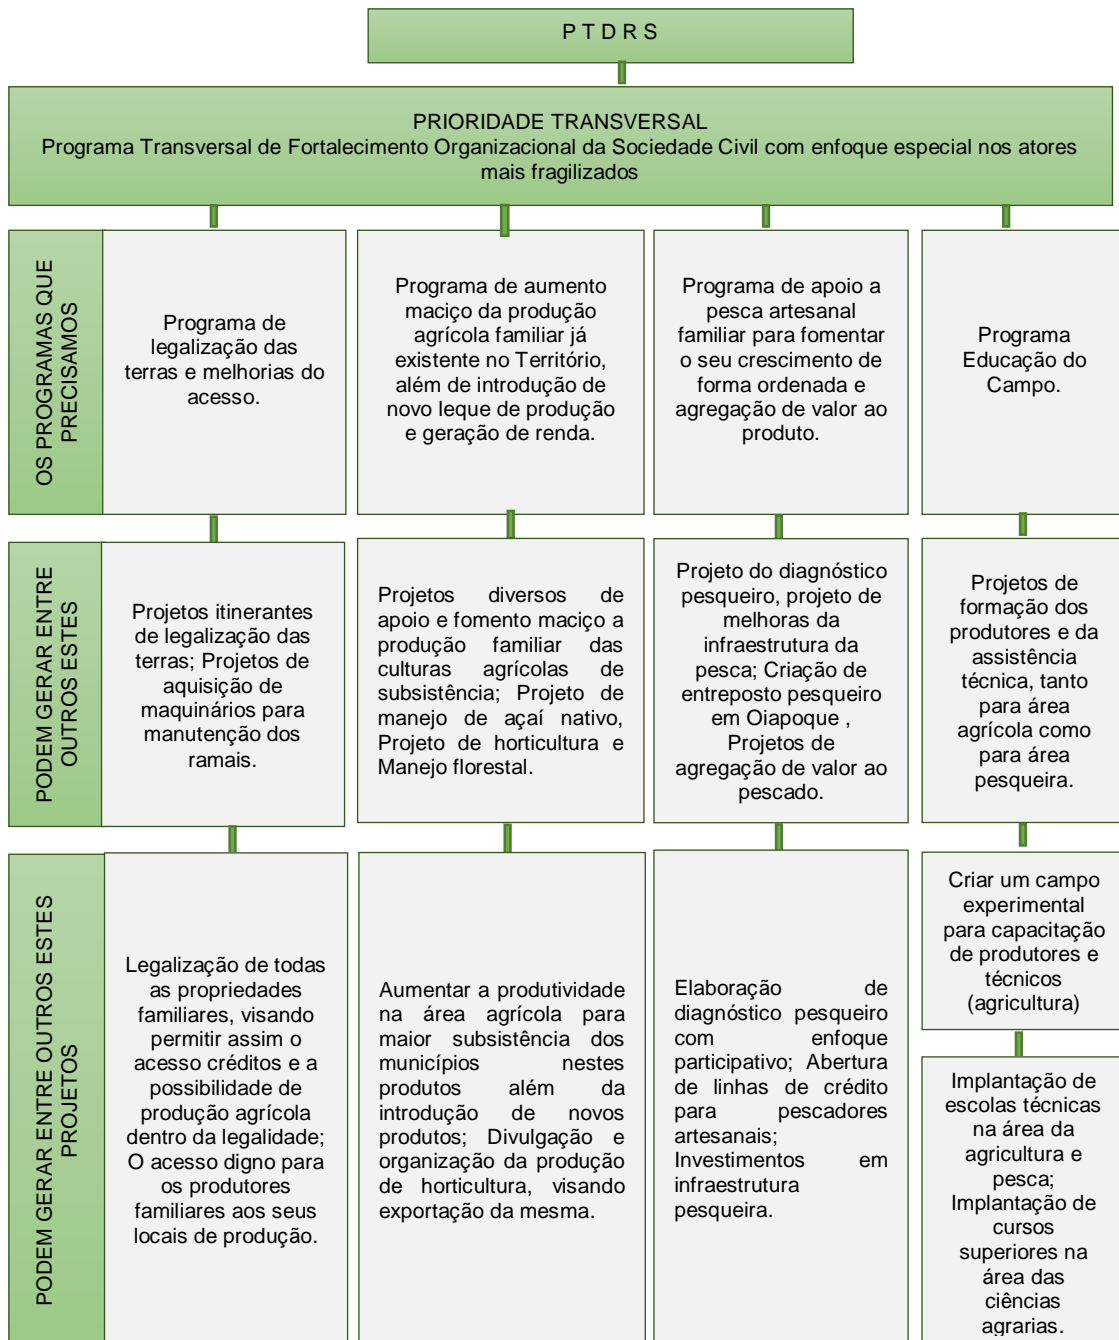 P T D R S
PRIORIDADE TRANSVERSAL
Programa Transversal de Fortalecimento Organizacional da Sociedade Civil com enfoque especial nos atores
mais fragilizados
OS PROGRAMAS QUE
PRECISAMOS
Programa de
legalização das
terras e melhorias do
acesso.
Programa de aumento
maciço da produção
agrícola familiar já
existente no Território,
além de introdução de
novo leque de produção
e geração de renda.
Programa de apoio a
pesca artesanal
familiar para fomentar
o seu crescimento de
forma ordenada e
agregação de valor ao
produto.
Programa
Educação do
Campo.
PODEM GERAR ENTRE
OUTROS ESTES
Projetos itinerantes
de legalização das
terras; Projetos de
aquisição de
maquinários para
manutenção dos
ramais.
Projetos diversos de
apoio e fomento maciço a
produção familiar das
culturas agrícolas de
subsistência; Projeto de
manejo de açaí nativo,
Projeto de horticultura e
Manejo florestal.
Projeto do diagnóstico
pesqueiro, projeto de
melhoras da
infraestrutura da
pesca; Criação de
entreposto pesqueiro
em Oiapoque ,
Projetos de
agregação de valor ao
pescado.
Projetos de
formação dos
produtores e da
assistência
técnica, tanto
para área
agrícola como
para área
pesqueira.
PODEM GERAR ENTRE OUTROS ESTES
PROJETOS
Legalização de todas
as propriedades
familiares, visando
permitir assim o
acesso créditos e a
possibilidade de
produção agrícola
dentro da legalidade;
O acesso digno para
os produtores
familiares aos seus
locais de produção.
Aumentar a produtividade
na área agrícola para
maior subsistência dos
municípios nestes
produtos além da
introdução de novos
produtos; Divulgação e
organização da produção
de horticultura, visando
exportação da mesma.
Elaboração de
diagnóstico pesqueiro
com enfoque
participativo; Abertura
de linhas de crédito
para pescadores
artesanais;
Investimentos em
infraestrutura
pesqueira.
Criar um campo
experimental
para capacitação
de produtores e
técnicos
(agricultura)
Implantação de
escolas técnicas
na área da
agricultura e
pesca;
Implantação de
cursos
superiores na
área das
ciências
agrarias.